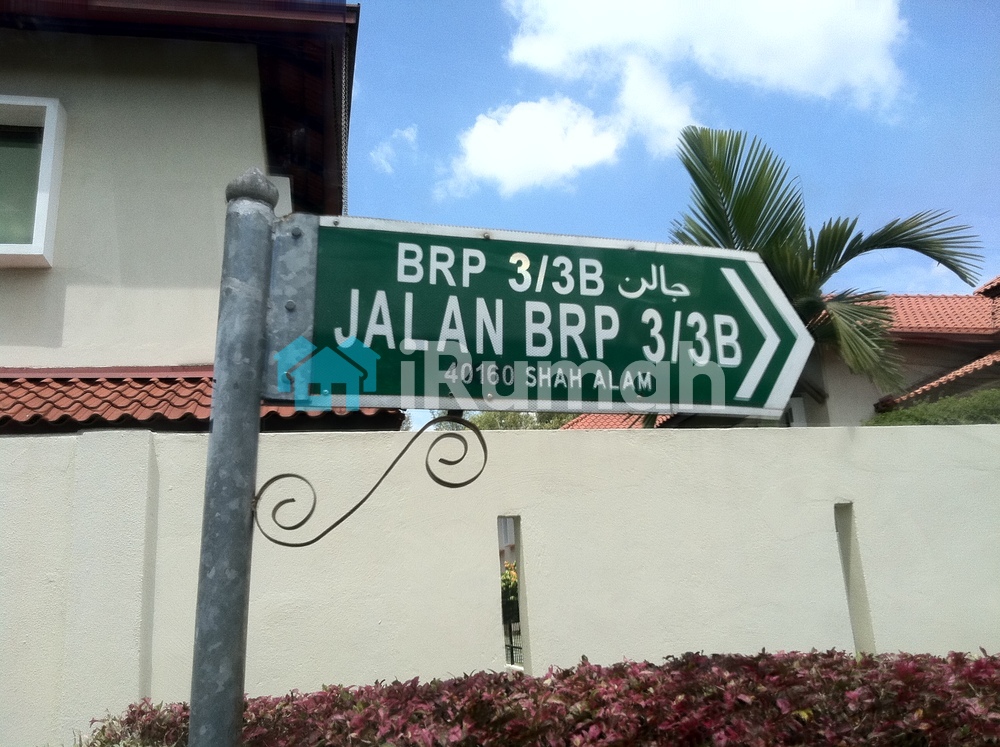 BRP 3/3B جالن
JALAN BRP 3/3B
40160 SHAH ALAM
iRumah